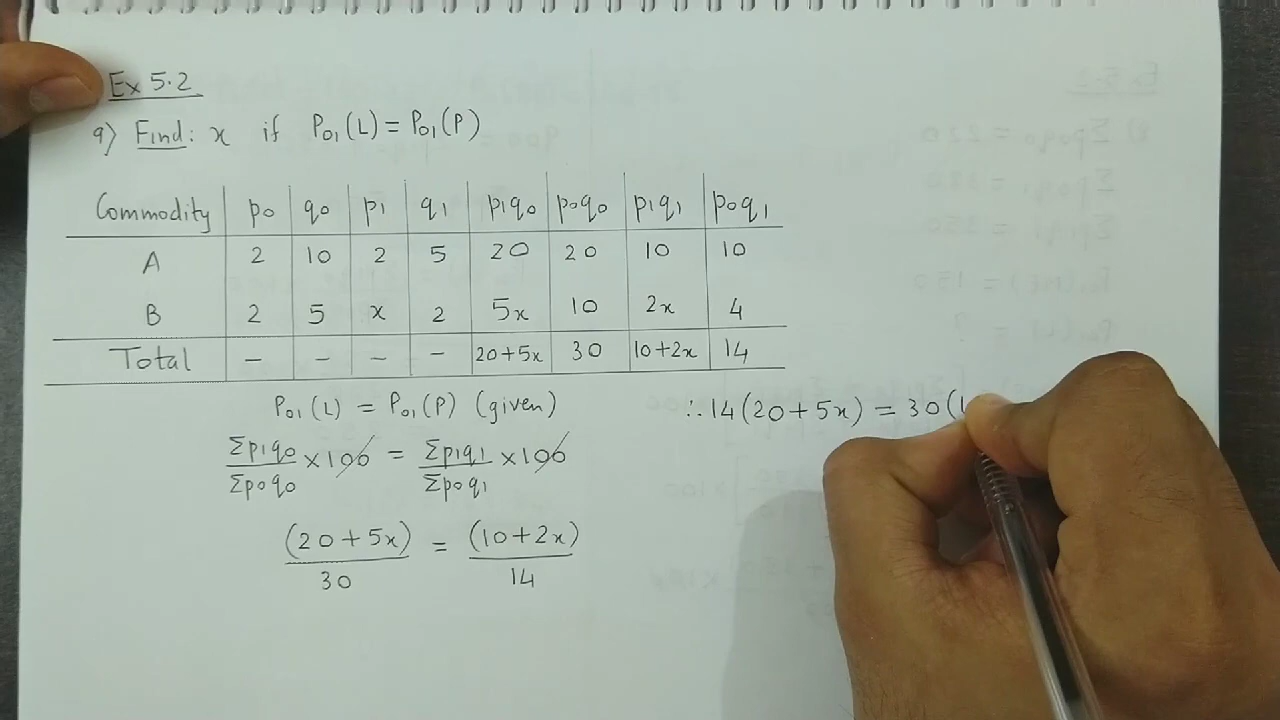 Ex 5.2
9) Find: x if P01(L) = P01(P)
Commodity p0 q0 p1 q1 p1q0 p0q0 p1q1 p0q1
A 2 10 2 5 20 20 10 10
B 2 5 x 2 5x 10 2x 4
Total – – – – 20+5x 30 10+2x 14
P01(L) = P01(P) (given)
Σp1q0/Σp0q0 × 100 = Σp1q1/Σp0q1 × 100
(20+5x)/30 = (10+2x)/14
∴ 14(20+5x) = 30(